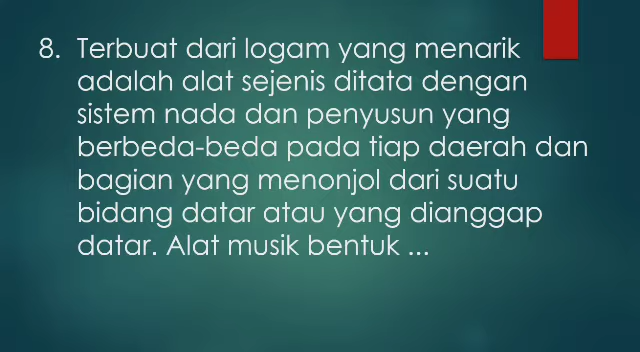 8. Terbuat dari logam yang menarik
adalah alat sejenis ditata dengan
sistem nada dan penyusun yang
berbeda-beda pada tiap daerah dan
bagian yang menonjol dari suatu
bidang datar atau yang dianggap
datar. Alat musik bentuk ...